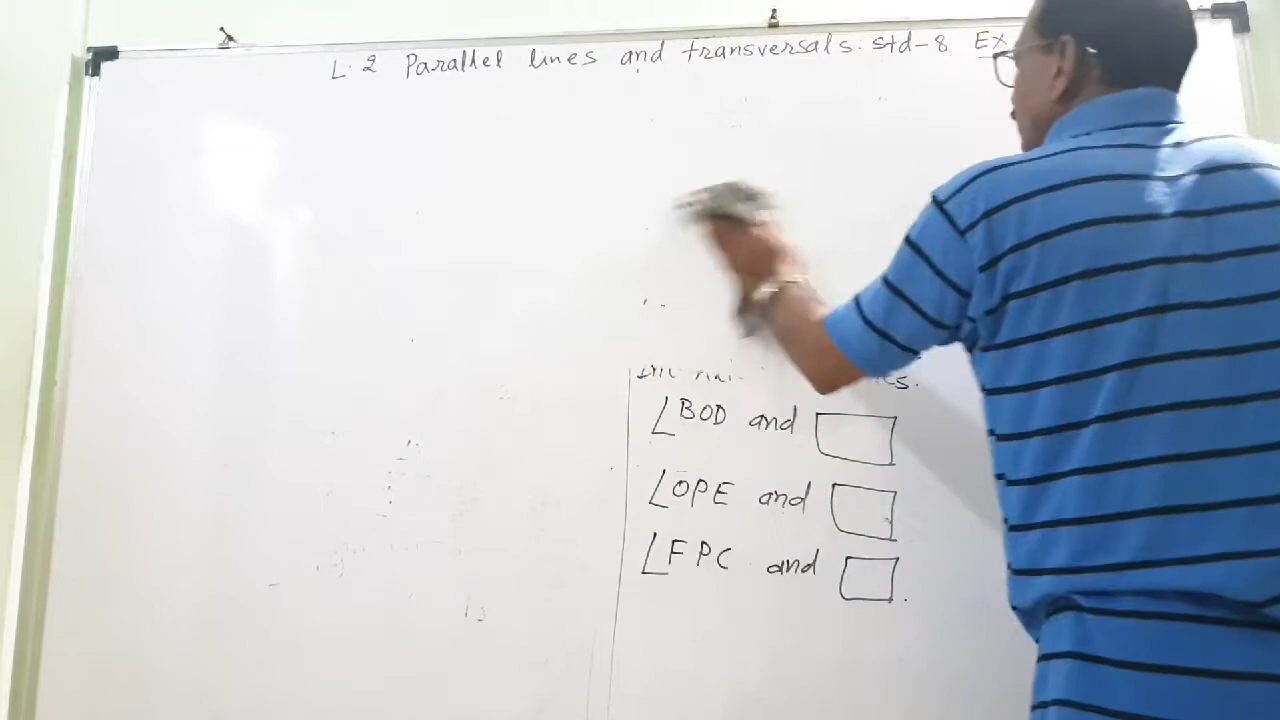 L. 2 Parallel lines and transversals. std-8 Ex
∠BOD and
∠OPE and
∠FPC and .